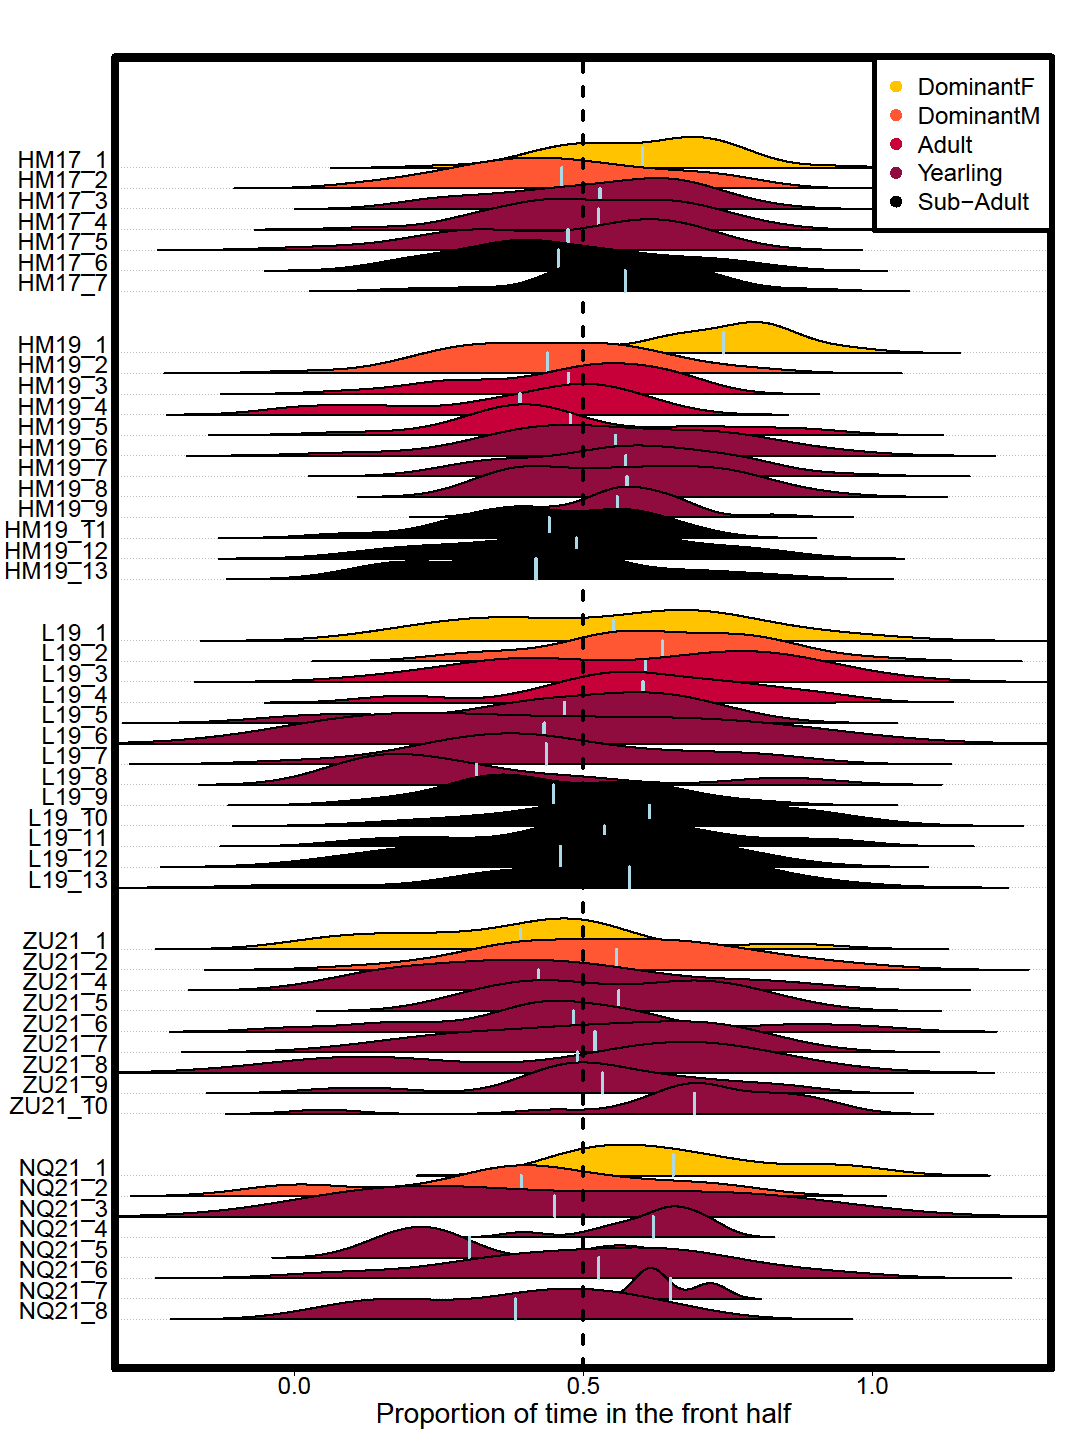 DominantF
DominantM
Adult
Yearling
Sub−Adult
HM17_1
HM17_2
HM17_3
HM17_4
HM17_5
HM17_6
HM17_7
HM19_1
HM19_2
HM19_3
HM19_4
HM19_5
HM19_6
HM19_7
HM19_8
HM19_9
HM19_11
HM19_12
HM19_13
L19_1
L19_2
L19_3
L19_4
L19_5
L19_6
L19_7
L19_8
L19_9
L19_10
L19_11
L19_12
L19_13
ZU21_1
ZU21_2
ZU21_4
ZU21_5
ZU21_6
ZU21_7
ZU21_8
ZU21_9
ZU21_10
NQ21_1
NQ21_2
NQ21_3
NQ21_4
NQ21_5
NQ21_6
NQ21_7
NQ21_8
0.0 0.5 1.0
Proportion of time in the front half